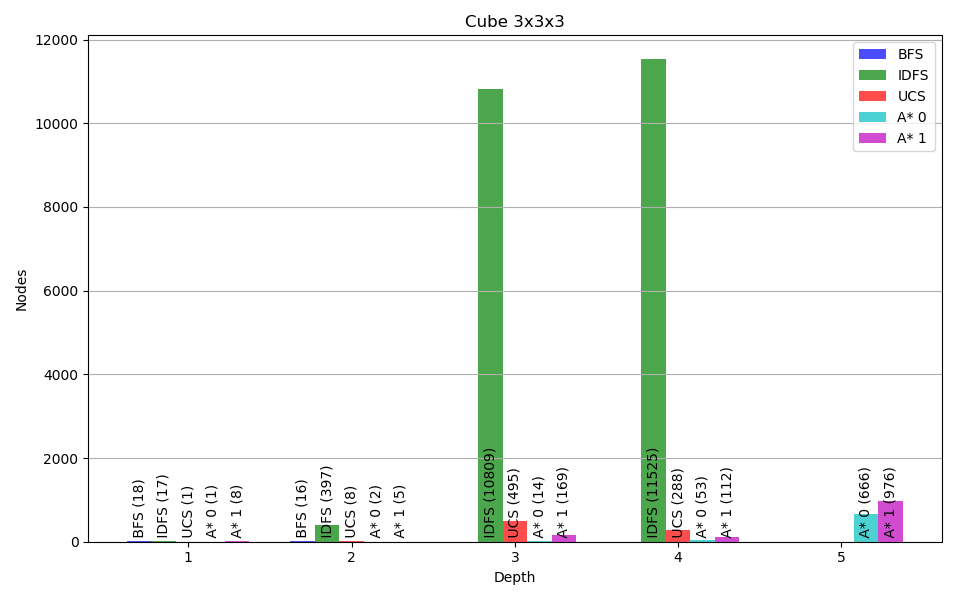 Cube 3x3x3
12000
10000
8000
6000
4000
2000
0
Nodes
BFS
IDFS
UCS
A* 0
A* 1
BFS (18)
IDFS (17)
UCS (1)
A* 0 (1)
A* 1 (8)
BFS (16)
IDFS (397)
UCS (8)
A* 0 (2)
A* 1 (5)
IDFS (10809)
UCS (495)
A* 0 (14)
A* 1 (169)
IDFS (11525)
UCS (288)
A* 0 (53)
A* 1 (112)
A* 0 (666)
A* 1 (976)
1 2 3 4 5
Depth